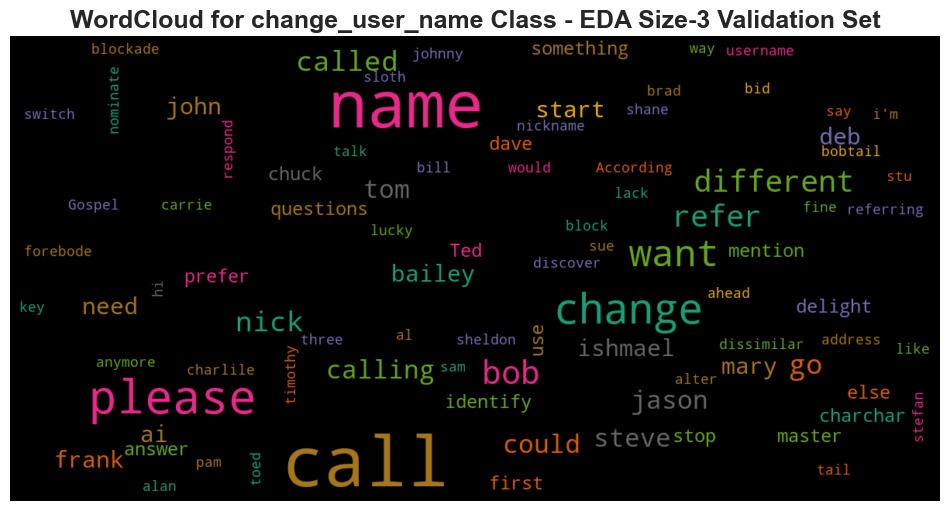 WordCloud for change_user_name Class - EDA Size-3 Validation Set
blockade
called
johnny
something
way
username
sloth
nominate
name
brad
bid
switch
john
start
shane
say
i'm
respond
nickname
deb
dave
talk
bobtail
chuck
bill
would
According
different
stu
tom
lack
Gospel
carrie
questions
refer
fine
referring
lucky
block
forebode
Ted
sue
want
mention
discover
prefer
bailey
hi
key
need
change
ahead
delight
nick
three
al
sheldon
use
ishmael
dissimilar
address
like
anymore
charlile
timothy
calling
sam
bob
mary
go
alter
please
identify
jason
else
charchar
stefan
ai
answer
could
steve
stop
master
frank
pam
toed
call
first
tail
alan